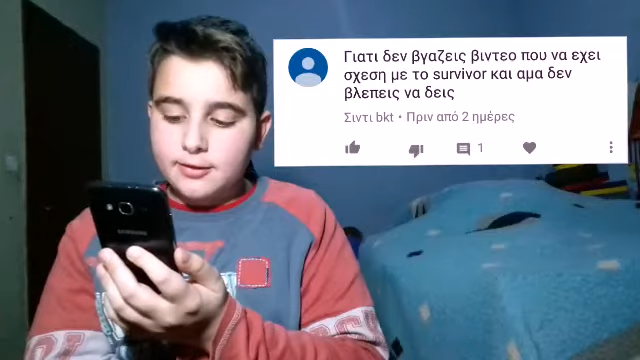 Γιατι δεν βγαζεις βιντεο που να εχει
σχεση με το survivor και αμα δεν
βλεπεις να δεις
Σιντι bkt • Πριν από 2 ημέρες
1
SAMSUNG